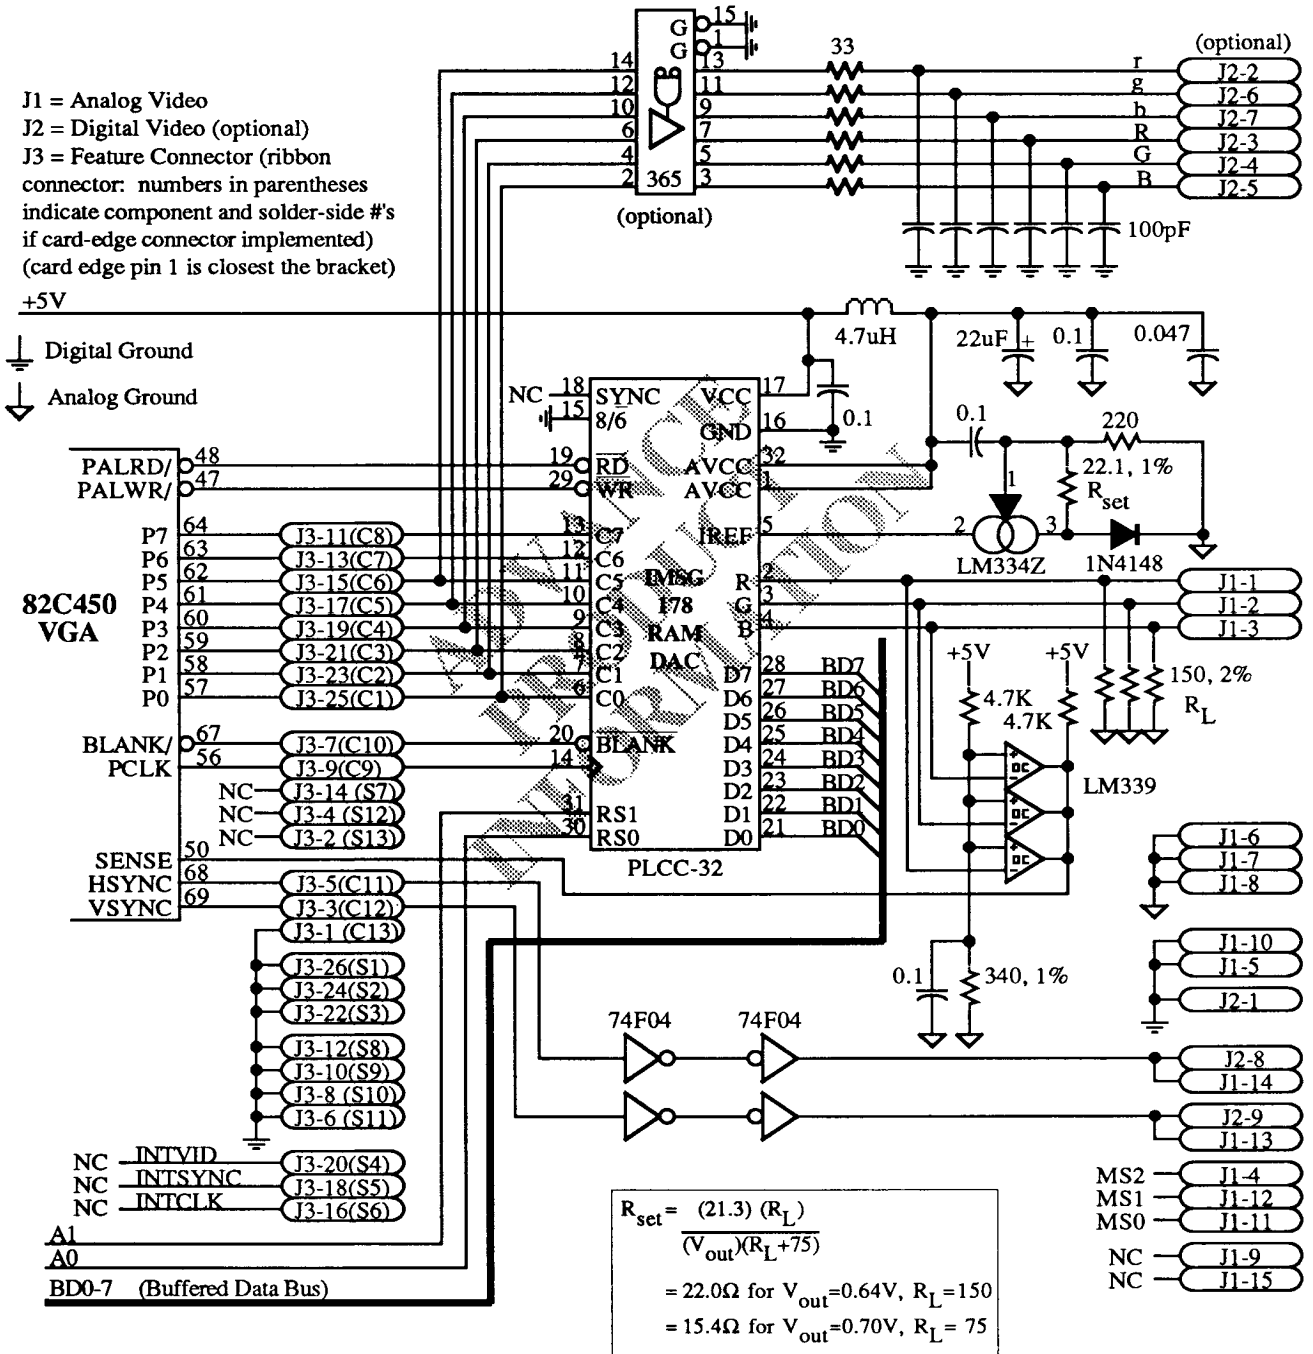 (optional)
G 15
G 1
14 13 33 r J2-2
12 11 g J2-6
10 9 b J2-7
6 7 R J2-3
4 5 G J2-4
2 365 3 B J2-5
(optional)
100pF
J1 = Analog Video
J2 = Digital Video (optional)
J3 = Feature Connector (ribbon
connector: numbers in parentheses
indicate component and solder-side #'s
if card-edge connector implemented)
(card edge pin 1 is closest the bracket)
+5V
4.7uH 22uF + 0.1 0.047
Digital Ground
Analog Ground
NC 18 SYNC VCC 17
15 8/6 GND 16 0.1
0.1 220
PALRD/ 48 19 RD AVCC 32
PALWR/ 47 29 WR AVCC 1
22.1, 1%
Rset
1
P7 64 J3-11(C8) 13 C7 IREF 5 2 3
LM334Z 1N4148
P6 63 J3-13(C7) 12 C6
P5 62 J3-15(C6) 11 C5 R 2 J1-1
P4 61 J3-17(C5) 10 C4 G 3 J1-2
P3 60 J3-19(C4) 9 C3 B 4 J1-3
P2 59 J3-21(C3) 8 C2
P1 58 J3-23(C2) 7 C1
P0 57 J3-25(C1) 6 C0
82C450
VGA
IMSG
178
RAM
DAC
ADVANCE
PRODUCT
INFORMATION
D7 28 BD7
D6 27 BD6
D5 26 BD5
D4 25 BD4
D3 24 BD3
D2 23 BD2
D1 22 BD1
D0 21 BD0
+5V +5V
4.7K
4.7K
150, 2%
RL
OC
OC
LM339
BLANK/ 67 J3-7(C10) 20 BLANK
PCLK 56 J3-9(C9) 14
NC J3-14 (S7)
NC J3-4 (S12) 31 RS1
NC J3-2 (S13) 30 RS0
PLCC-32
SENSE 50
HSYNC 68 J3-5(C11)
VSYNC 69 J3-3(C12)
J3-1 (C13)
J3-26(S1)
J3-24(S2)
J3-22(S3)
J3-12(S8)
J3-10(S9)
J3-8 (S10)
J3-6 (S11)
J1-6
J1-7
J1-8
J1-10
J1-5
J2-1
0.1 340, 1%
74F04 74F04
J2-8
J1-14
J2-9
J1-13
NC INTVID J3-20(S4)
NC INTSYNC J3-18(S5)
NC INTCLK J3-16(S6)
MS2 J1-4
MS1 J1-12
MS0 J1-11
NC J1-9
NC J1-15
A1
A0
BD0-7 (Buffered Data Bus)
Rset = (21.3) (RL)
(Vout)(RL+75)
= 22.0Ω for Vout=0.64V, RL=150
= 15.4Ω for Vout=0.70V, RL= 75